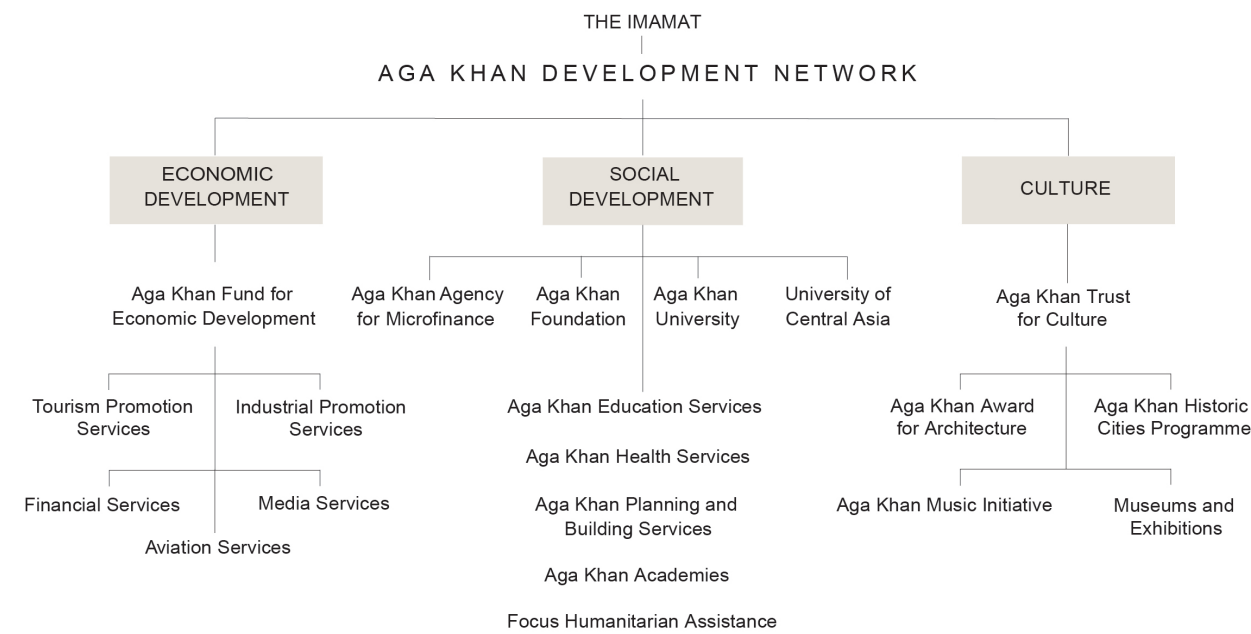 THE IMAMAT
AGA KHAN DEVELOPMENT NETWORK
ECONOMIC
DEVELOPMENT
SOCIAL
DEVELOPMENT
CULTURE
Aga Khan Fund for
Economic Development
Aga Khan Agency
for Microfinance
Aga Khan
Foundation
Aga Khan
University
University of
Central Asia
Aga Khan Trust
for Culture
Tourism Promotion
Services
Industrial Promotion
Services
Financial Services
Media Services
Aviation Services
Aga Khan Education Services
Aga Khan Health Services
Aga Khan Planning and
Building Services
Aga Khan Academies
Focus Humanitarian Assistance
Aga Khan Award
for Architecture
Aga Khan Historic
Cities Programme
Aga Khan Music Initiative
Museums and
Exhibitions